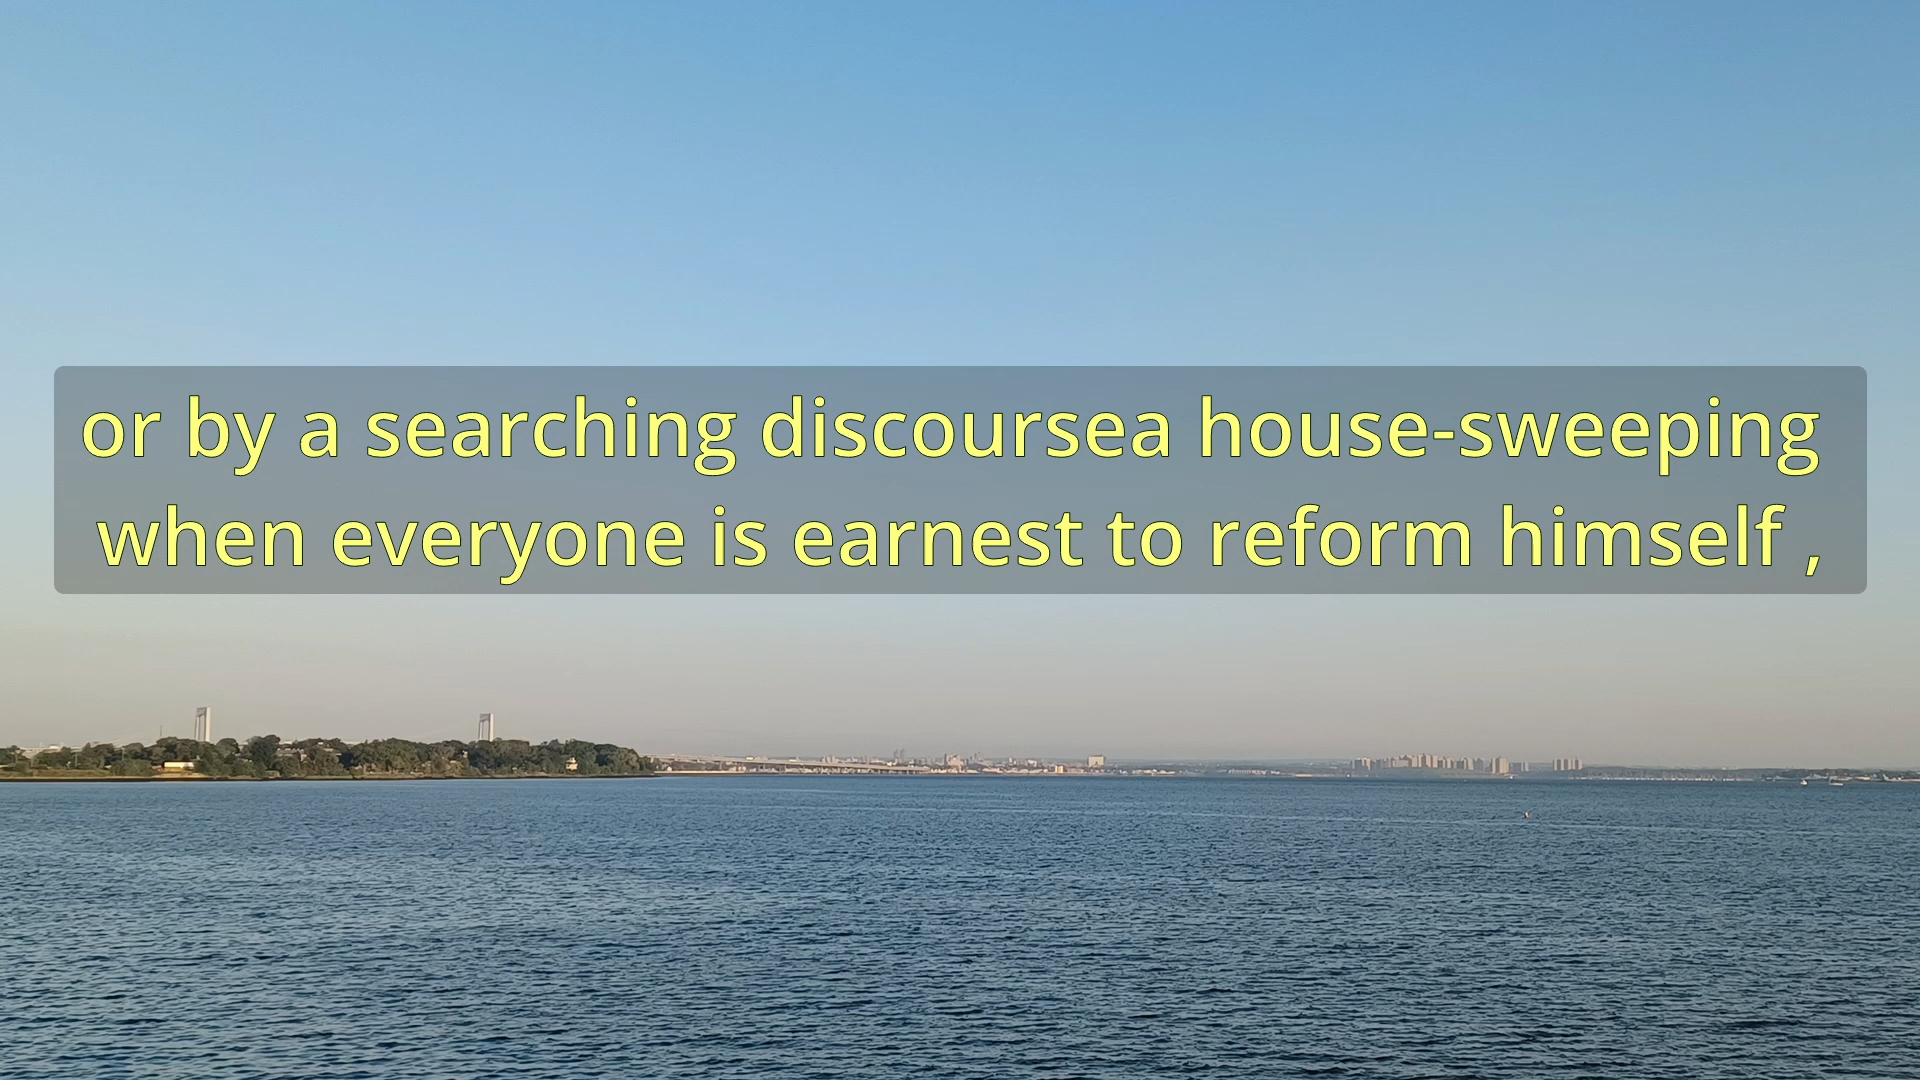 or by a searching discoursea house-sweeping
when everyone is earnest to reform himself ,